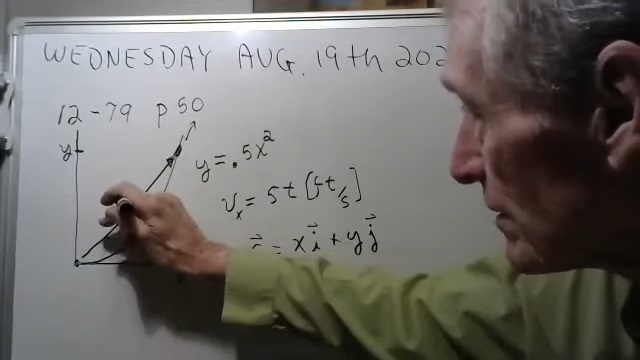 WEDNESDAY AUG. 19th 202
12-79 P 50
y
y = .5x²
vₓ = 5t [ft/s]
= xi⃗ + yj⃗